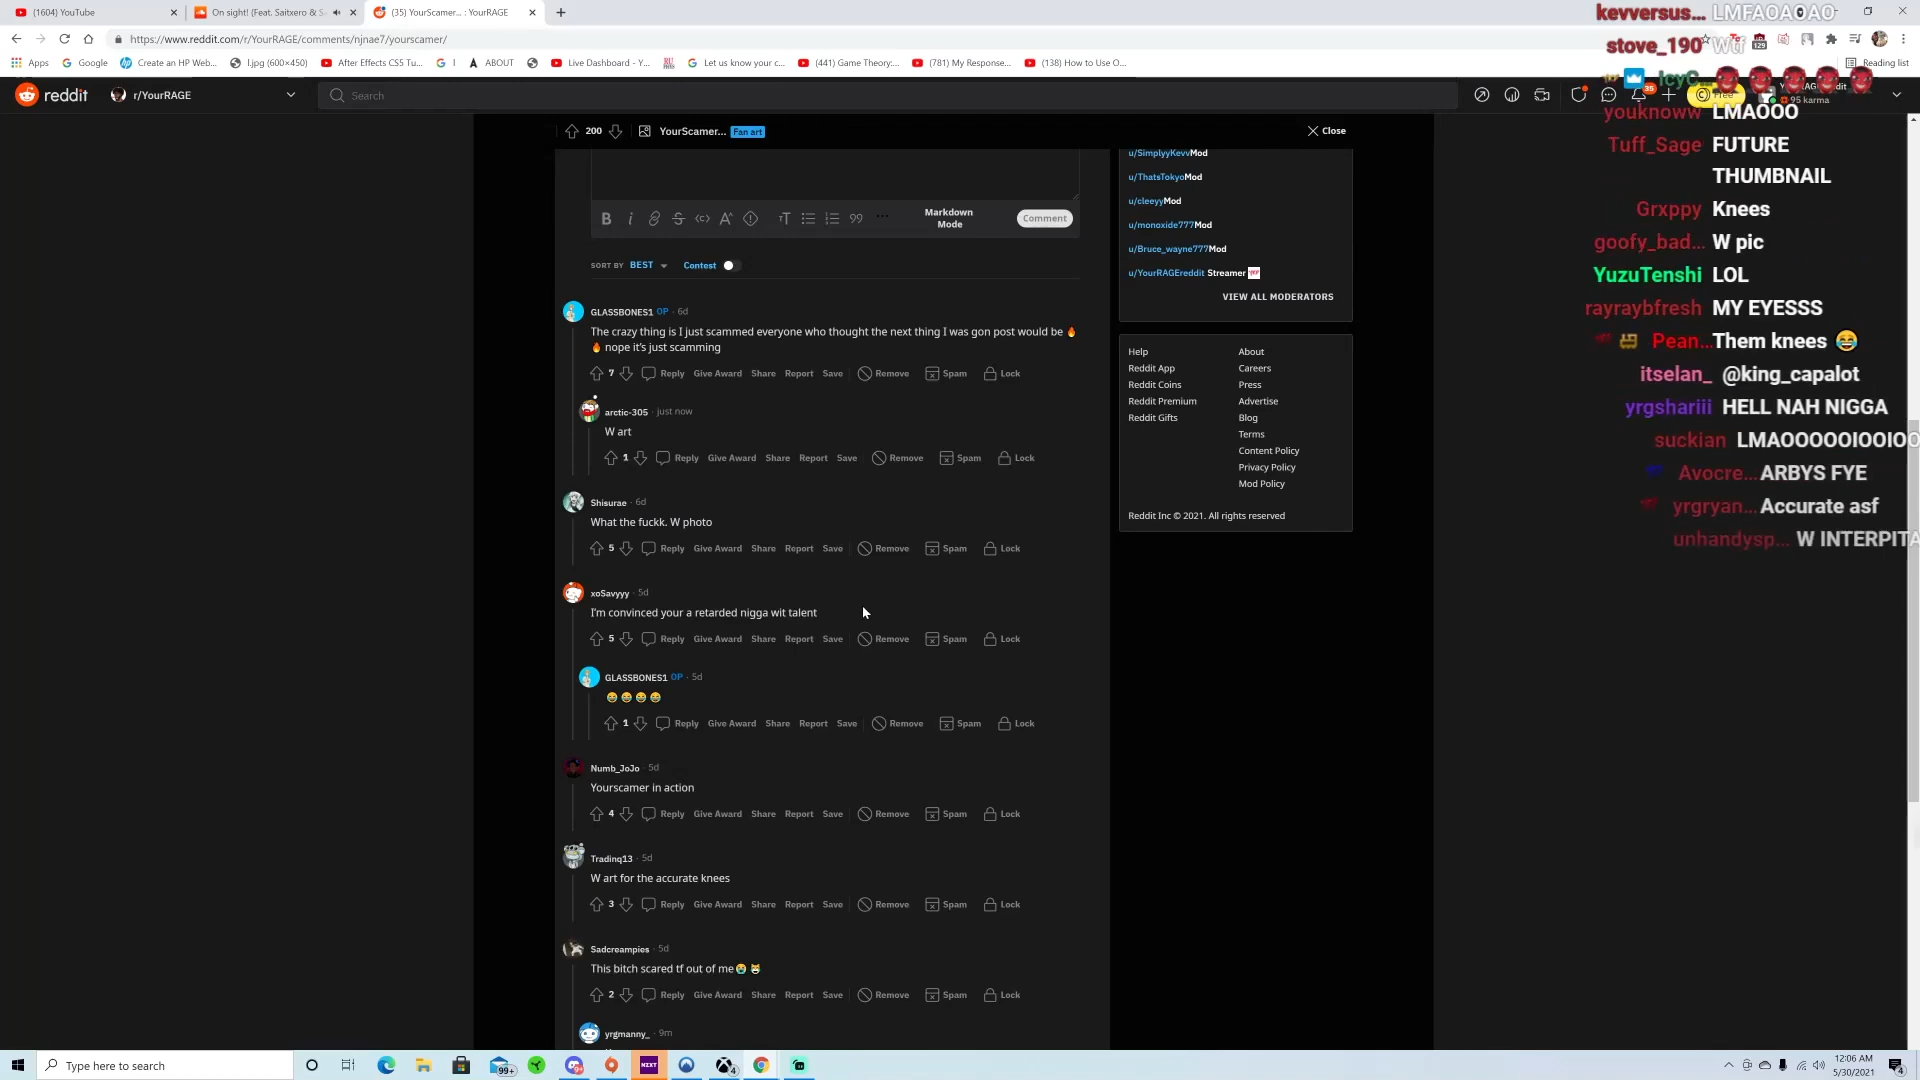 (1604) YouTube
On sight! (Feat. Saitxero & S
(35) YourScamer... : YourRAGE
https://www.reddit.com/r/YourRAGE/comments/njnae7/yourscamer/
Apps
Google
Create an HP Web...
l.jpg (600×450)
After Effects CS5 Tu...
ABOUT
Live Dashboard - Y...
Let us know your c...
(441) Game Theory:...
(781) My Response...
(138) How to Use O...
Reading list
reddit
r/YourRAGE
Search
35
95 karma
200
YourScamer...
Fan art
Close
Markdown
Mode
Comment
SORT BY BEST
Contest
GLASSBONES1 OP · 6d
The crazy thing is I just scammed everyone who thought the next thing I was gon post would be 🔥
🔥 nope it's just scamming
7 Reply Give Award Share Report Save Remove Spam Lock
arctic-305 · just now
W art
1 Reply Give Award Share Report Save Remove Spam Lock
Shisurae · 6d
What the fuckk. W photo
5 Reply Give Award Share Report Save Remove Spam Lock
xoSavyyy · 5d
I'm convinced your a retarded nigga wit talent
5 Reply Give Award Share Report Save Remove Spam Lock
GLASSBONES1 OP · 5d
😂😂😂😂
1 Reply Give Award Share Report Save Remove Spam Lock
Numb_JoJo · 5d
Yourscamer in action
4 Reply Give Award Share Report Save Remove Spam Lock
Tradinq13 · 5d
W art for the accurate knees
3 Reply Give Award Share Report Save Remove Spam Lock
Sadcreampies · 5d
This bitch scared tf out of me😭😹
2 Reply Give Award Share Report Save Remove Spam Lock
yrgmanny_ · 9m
u/SimplyyKevvMod
u/ThatsTokyoMod
u/cleeyyMod
u/monoxide777Mod
u/Bruce_wayne777Mod
u/YourRAGEreddit Streamer
VIEW ALL MODERATORS
Help
Reddit App
Reddit Coins
Reddit Premium
Reddit Gifts
About
Careers
Press
Advertise
Blog
Terms
Content Policy
Privacy Policy
Mod Policy
Reddit Inc © 2021. All rights reserved
kevversus... LMFAOAOAO
stove_190 Wtf
IcyC...
youknoww LMAOOO
Tuff_Sage FUTURE
THUMBNAIL
Grxppy Knees
goofy_bad... W pic
YuzuTenshi LOL
rayraybfresh MY EYESSS
Pean... Them knees 😂
itselan_ @king_capalot
yrgshariii HELL NAH NIGGA
suckian LMAOOOOOIOOIOO
Avocre... ARBYS FYE
yrgryan... Accurate asf
unhandysp... W INTERPITA
Type here to search
99+
NZXT
12:06 AM
5/30/2021